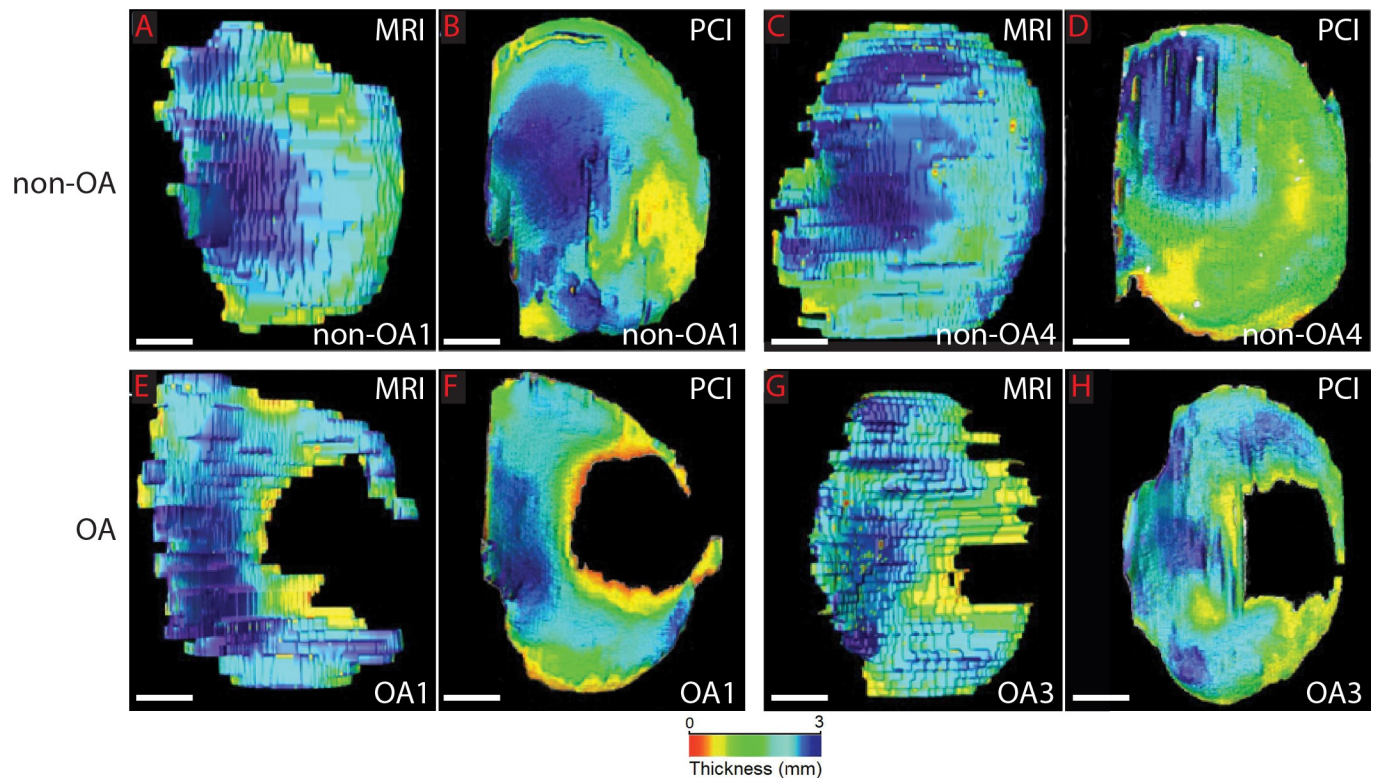 A MRI B PCI C MRI D PCI
non-OA
non-OA1 non-OA1 non-OA4 non-OA4
E MRI F PCI G MRI H PCI
OA
OA1 OA1 OA3 OA3
0 3
Thickness (mm)